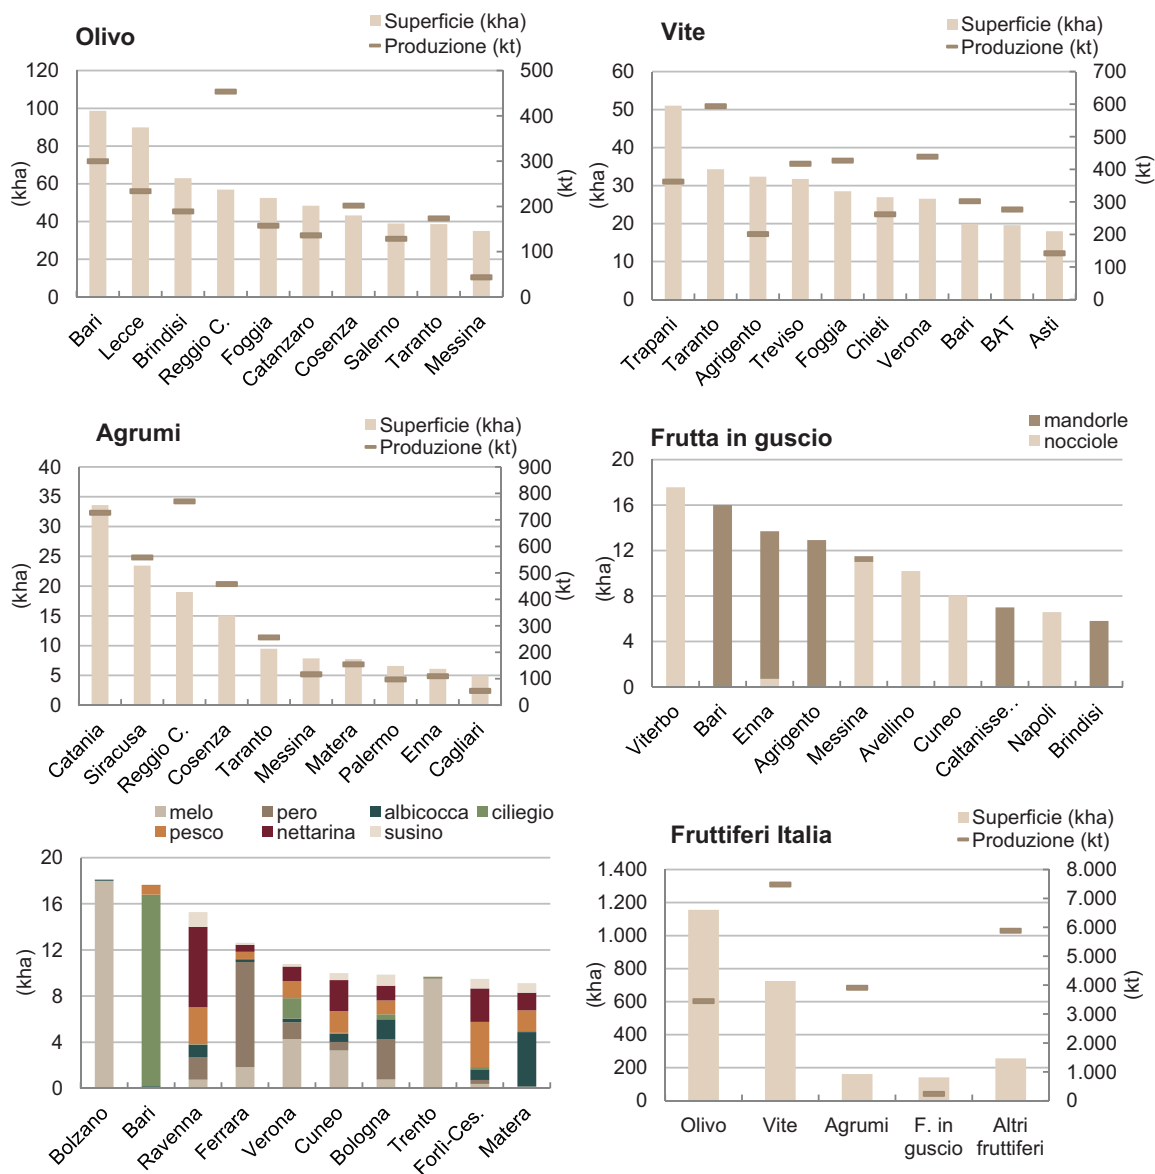 Olivo
Superficie (kha)
Produzione (kt)
120
100
80
60
40
20
0
(kha)
500
400
300
200
100
0
(kt)
Bari
Lecce
Brindisi
Reggio C.
Foggia
Catanzaro
Cosenza
Salerno
Taranto
Messina
Vite
Superficie (kha)
Produzione (kt)
60
50
40
30
20
10
0
(kha)
700
600
500
400
300
200
100
0
(kt)
Trapani
Taranto
Agrigento
Treviso
Foggia
Chieti
Verona
Bari
BAT
Asti
Agrumi
Superficie (kha)
Produzione (kt)
40
35
30
25
20
15
10
5
0
(kha)
900
800
700
600
500
400
300
200
100
0
(kt)
Catania
Siracusa
Reggio C.
Cosenza
Taranto
Messina
Matera
Palermo
Enna
Cagliari
Frutta in guscio
mandorle
nocciole
20
16
12
8
4
0
(kha)
Viterbo
Bari
Enna
Agrigento
Messina
Avellino
Cuneo
Caltanisse..
Napoli
Brindisi
melo pero albicocca ciliegio
pesco nettarina susino
20
16
12
8
4
0
(kha)
Bolzano
Bari
Ravenna
Ferrara
Verona
Cuneo
Bologna
Trento
Forlì-Ces.
Matera
Fruttiferi Italia
Superficie (kha)
Produzione (kt)
1.400
1.200
1.000
800
600
400
200
0
(kha)
8.000
7.000
6.000
5.000
4.000
3.000
2.000
1.000
0
(kt)
Olivo Vite Agrumi F. in Altri
guscio fruttiferi